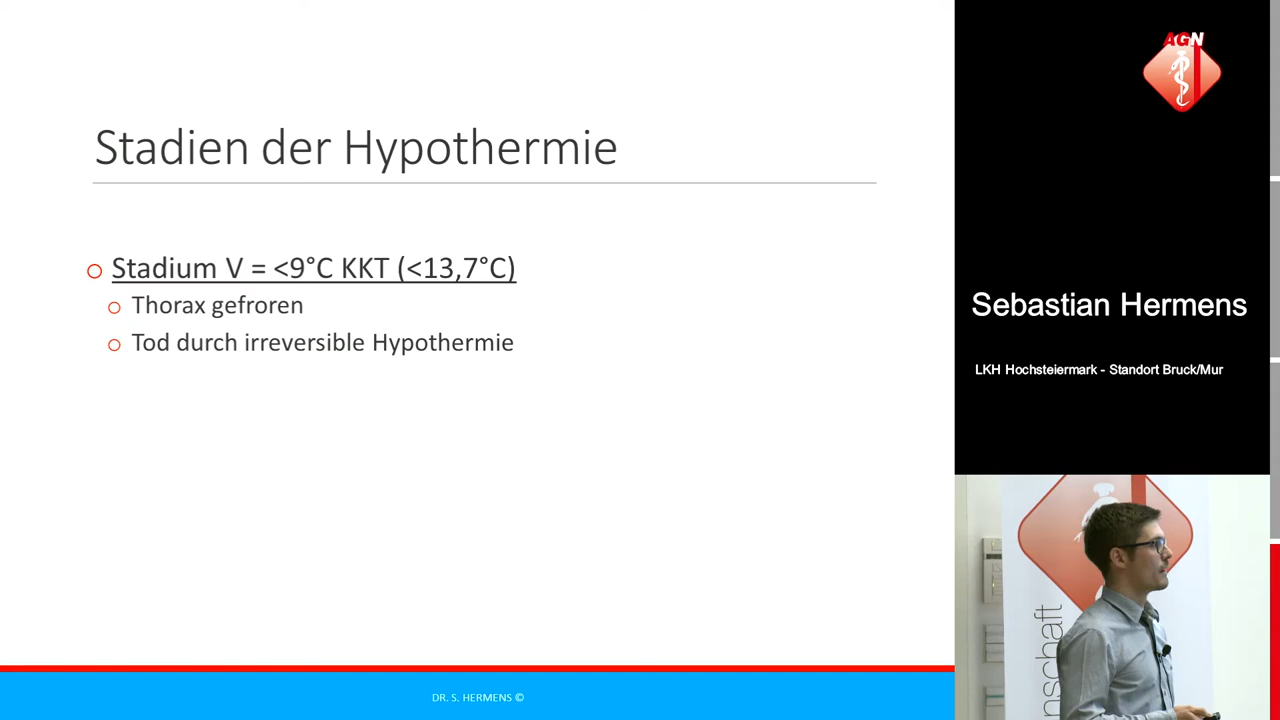 Stadien der Hypothermie
Stadium V = <9°C KKT (<13,7°C)
Thorax gefroren
Tod durch irreversible Hypothermie
DR. S. HERMENS ©
AGN
Sebastian Hermens
LKH Hochsteiermark - Standort Bruck/Mur
nschaft